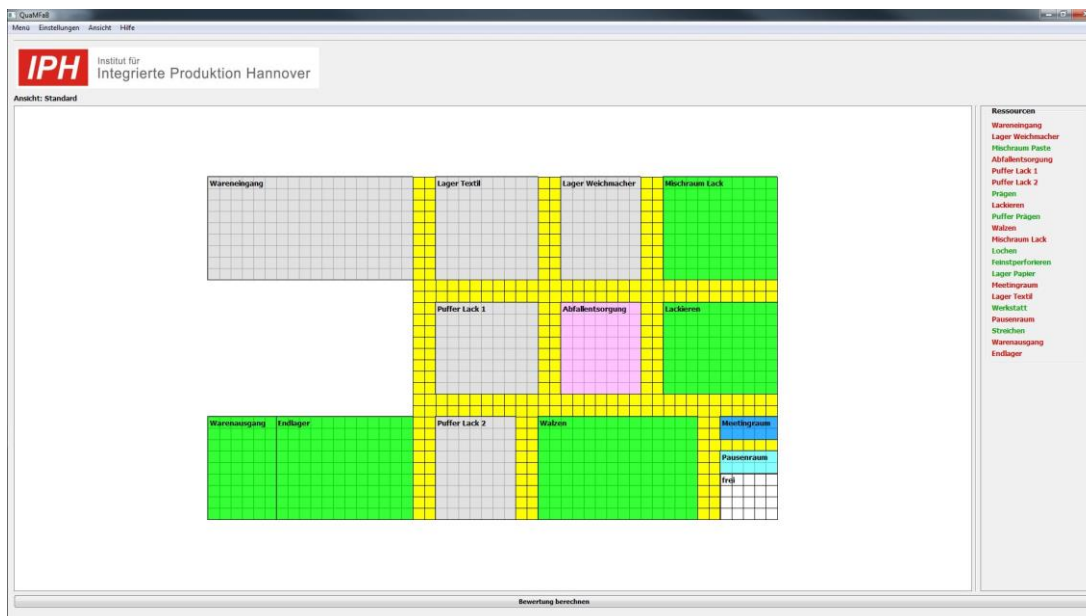 QuaMFaB
Menü Einstellungen Ansicht Hilfe
IPH Institut für
Integrierte Produktion Hannover
Ansicht: Standard
Wareneingang Lager Textil Lager Weichmacher Mischraum Lack
Puffer Lack 1 Abfallentsorgung Lackieren
Warenausgang Endlager Puffer Lack 2 Walzen Meetingraum
Pausenraum
frei
Ressourcen
Wareneingang
Lager Weichmacher
Mischraum Paste
Abfallentsorgung
Puffer Lack 1
Puffer Lack 2
Prägen
Lackieren
Puffer Prägen
Walzen
Mischraum Lack
Lochen
Feinstperforieren
Lager Papier
Meetingraum
Lager Textil
Werkstatt
Pausenraum
Streichen
Warenausgang
Endlager
Bewertung berechnen